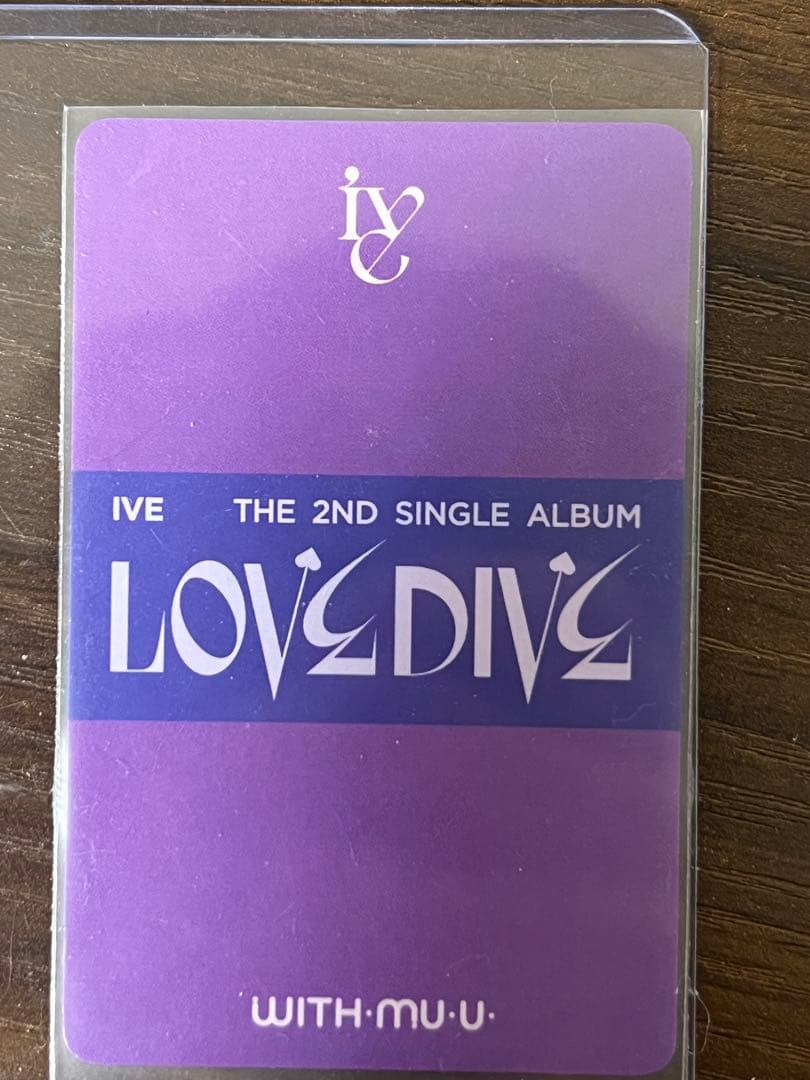 ive
IVE THE 2ND SINGLE ALBUM
LOVE DIVE
WITH·MU·U·